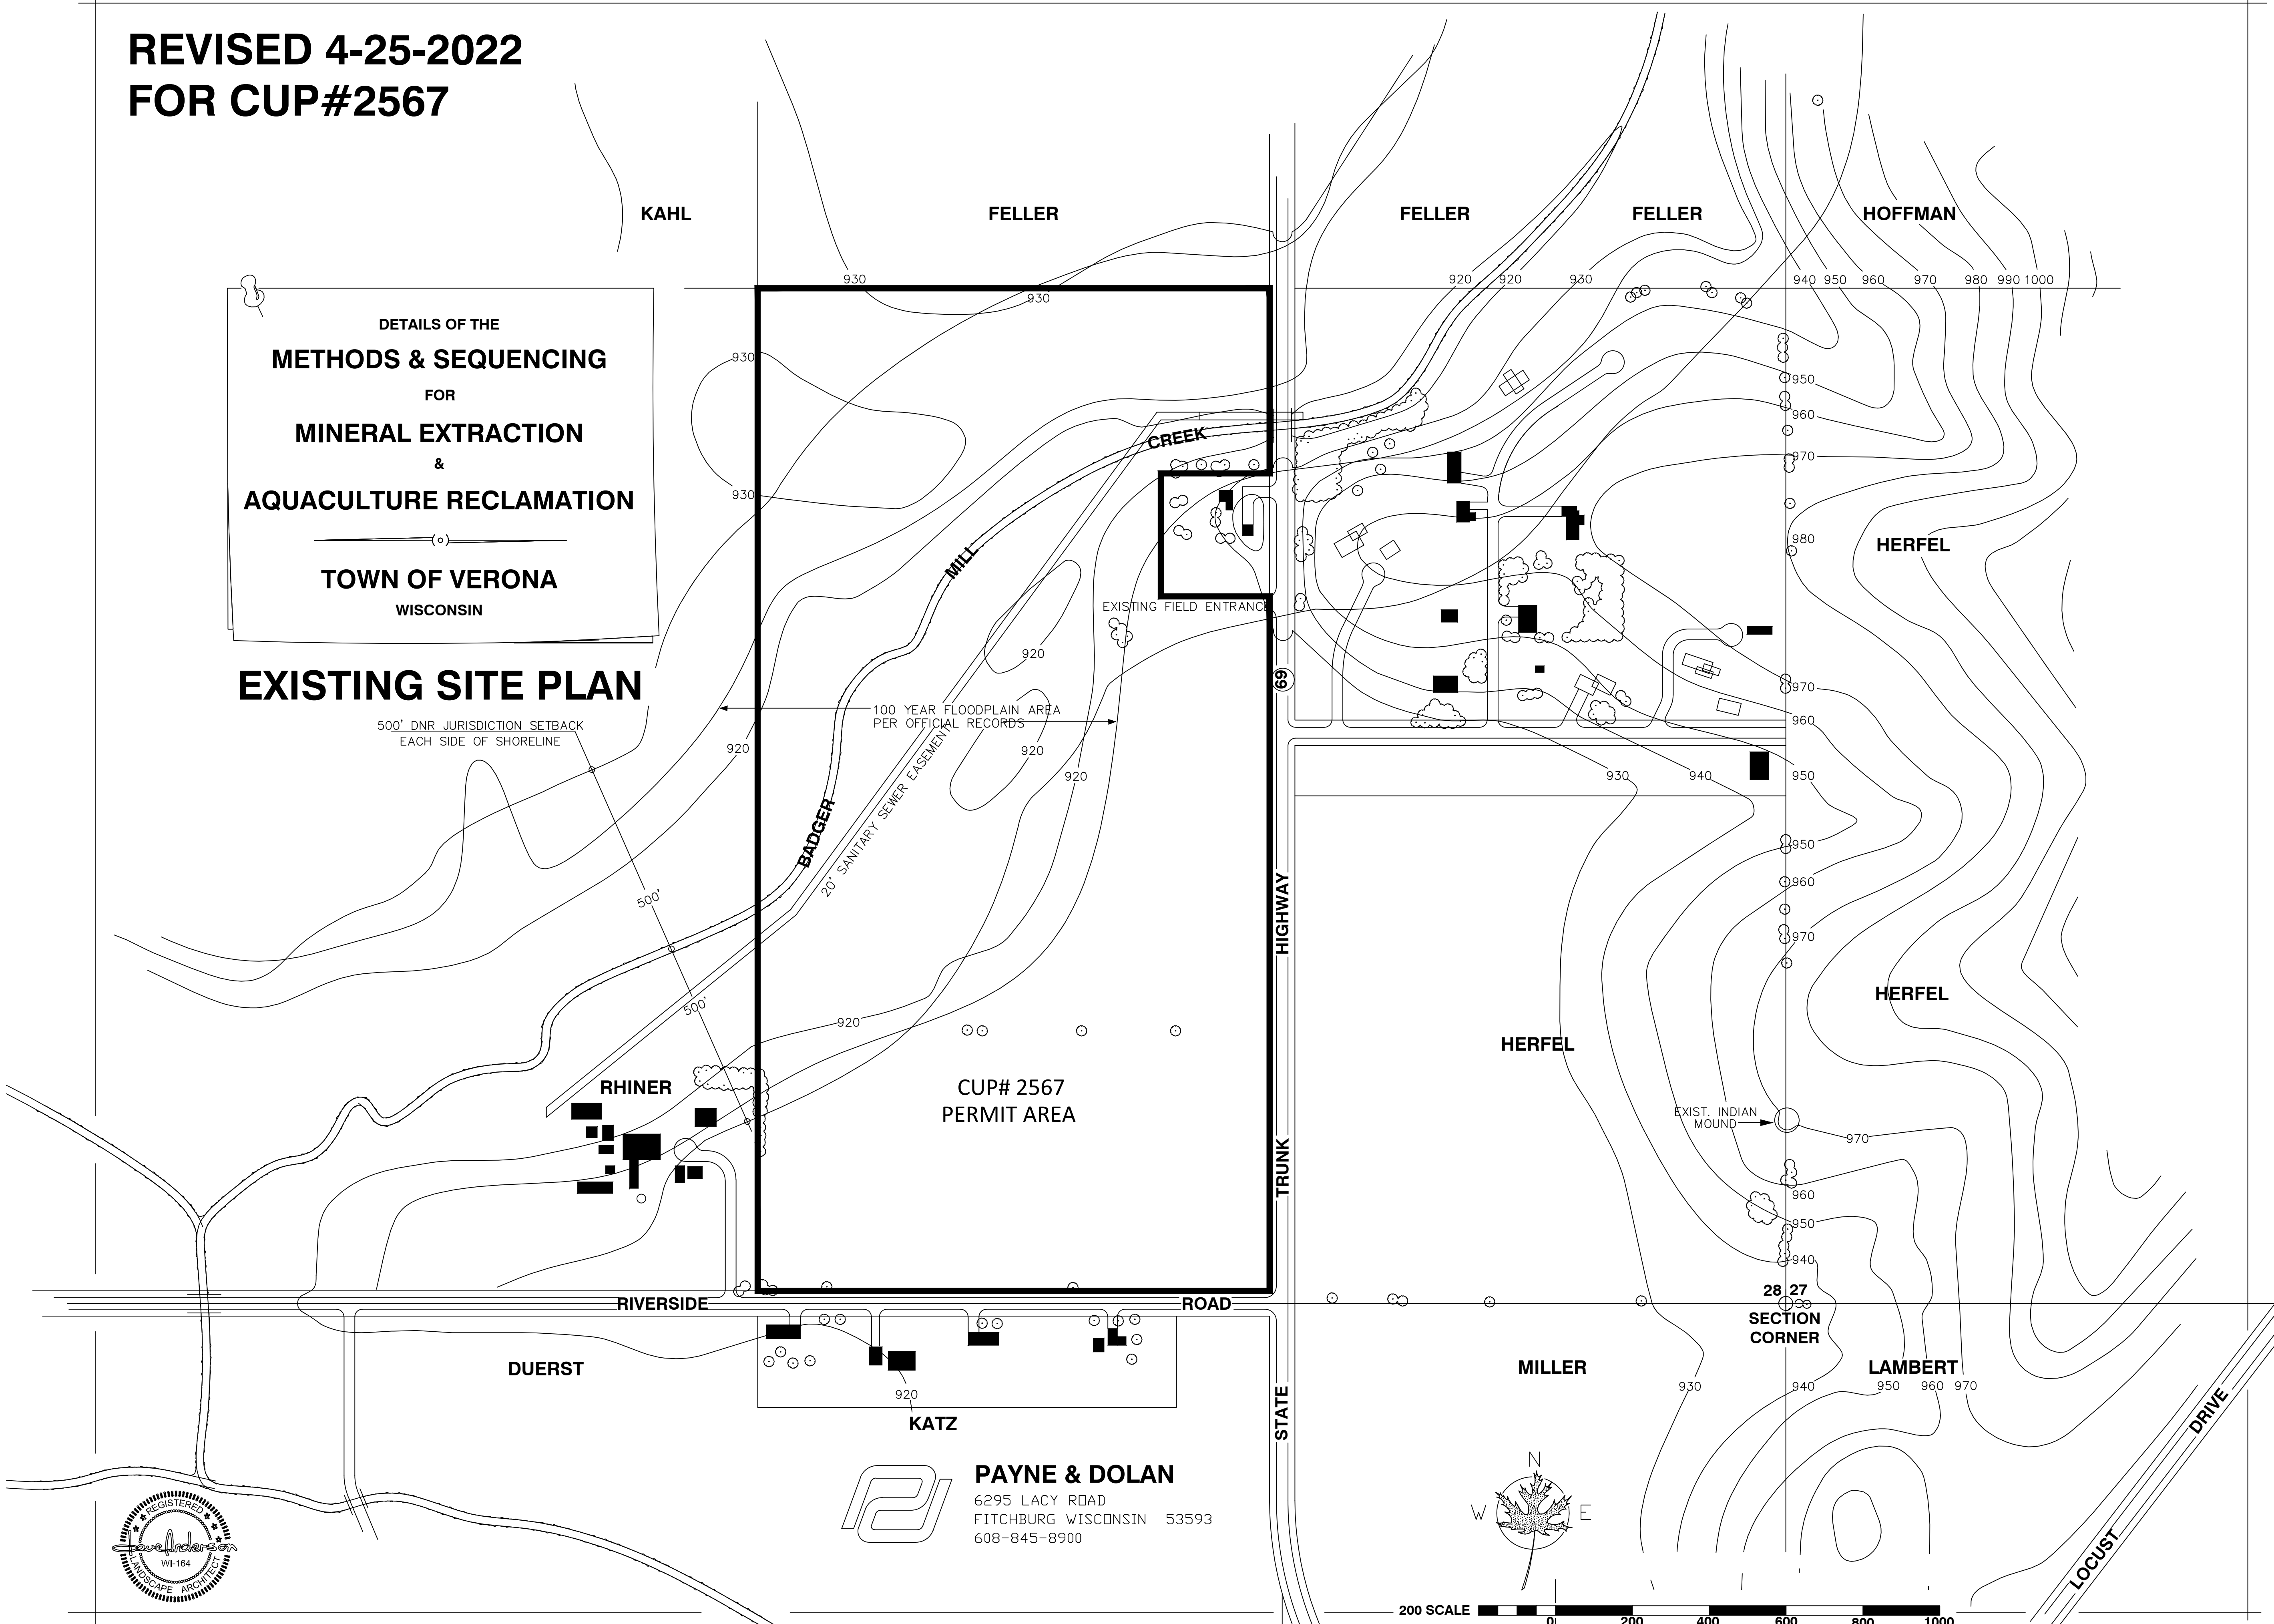 REVISED 4-25-2022
FOR CUP#2567
KAHL
FELLER
FELLER
FELLER
HOFFMAN
930
930
920
920
930
940
950
960
970
980
990
1000
DETAILS OF THE
METHODS & SEQUENCING
FOR
MINERAL EXTRACTION
&
AQUACULTURE RECLAMATION
TOWN OF VERONA
WISCONSIN
EXISTING SITE PLAN
500' DNR JURISDICTION SETBACK
EACH SIDE OF SHORELINE
930
930
950
960
970
980
CREEK
MILL
BADGER
HERFEL
EXISTING FIELD ENTRANCE
920
69
100 YEAR FLOODPLAIN AREA
PER OFFICIAL RECORDS
20' SANITARY SEWER EASEMENT
920
920
920
970
960
930
940
950
950
960
970
500'
500'
HIGHWAY
HERFEL
920
HERFEL
RHINER
CUP# 2567
PERMIT AREA
TRUNK
EXIST. INDIAN
MOUND
970
960
950
940
28 27
SECTION
CORNER
RIVERSIDE
ROAD
DUERST
920
KATZ
STATE
MILLER
LAMBERT
930
940
950
960
970
DRIVE
LOCUST
PAYNE & DOLAN
6295 LACY ROAD
FITCHBURG WISCONSIN 53593
608-845-8900
N
W
E
REGISTERED
WI-164
LANDSCAPE ARCHITECT
200 SCALE
0
200
400
600
800
1000